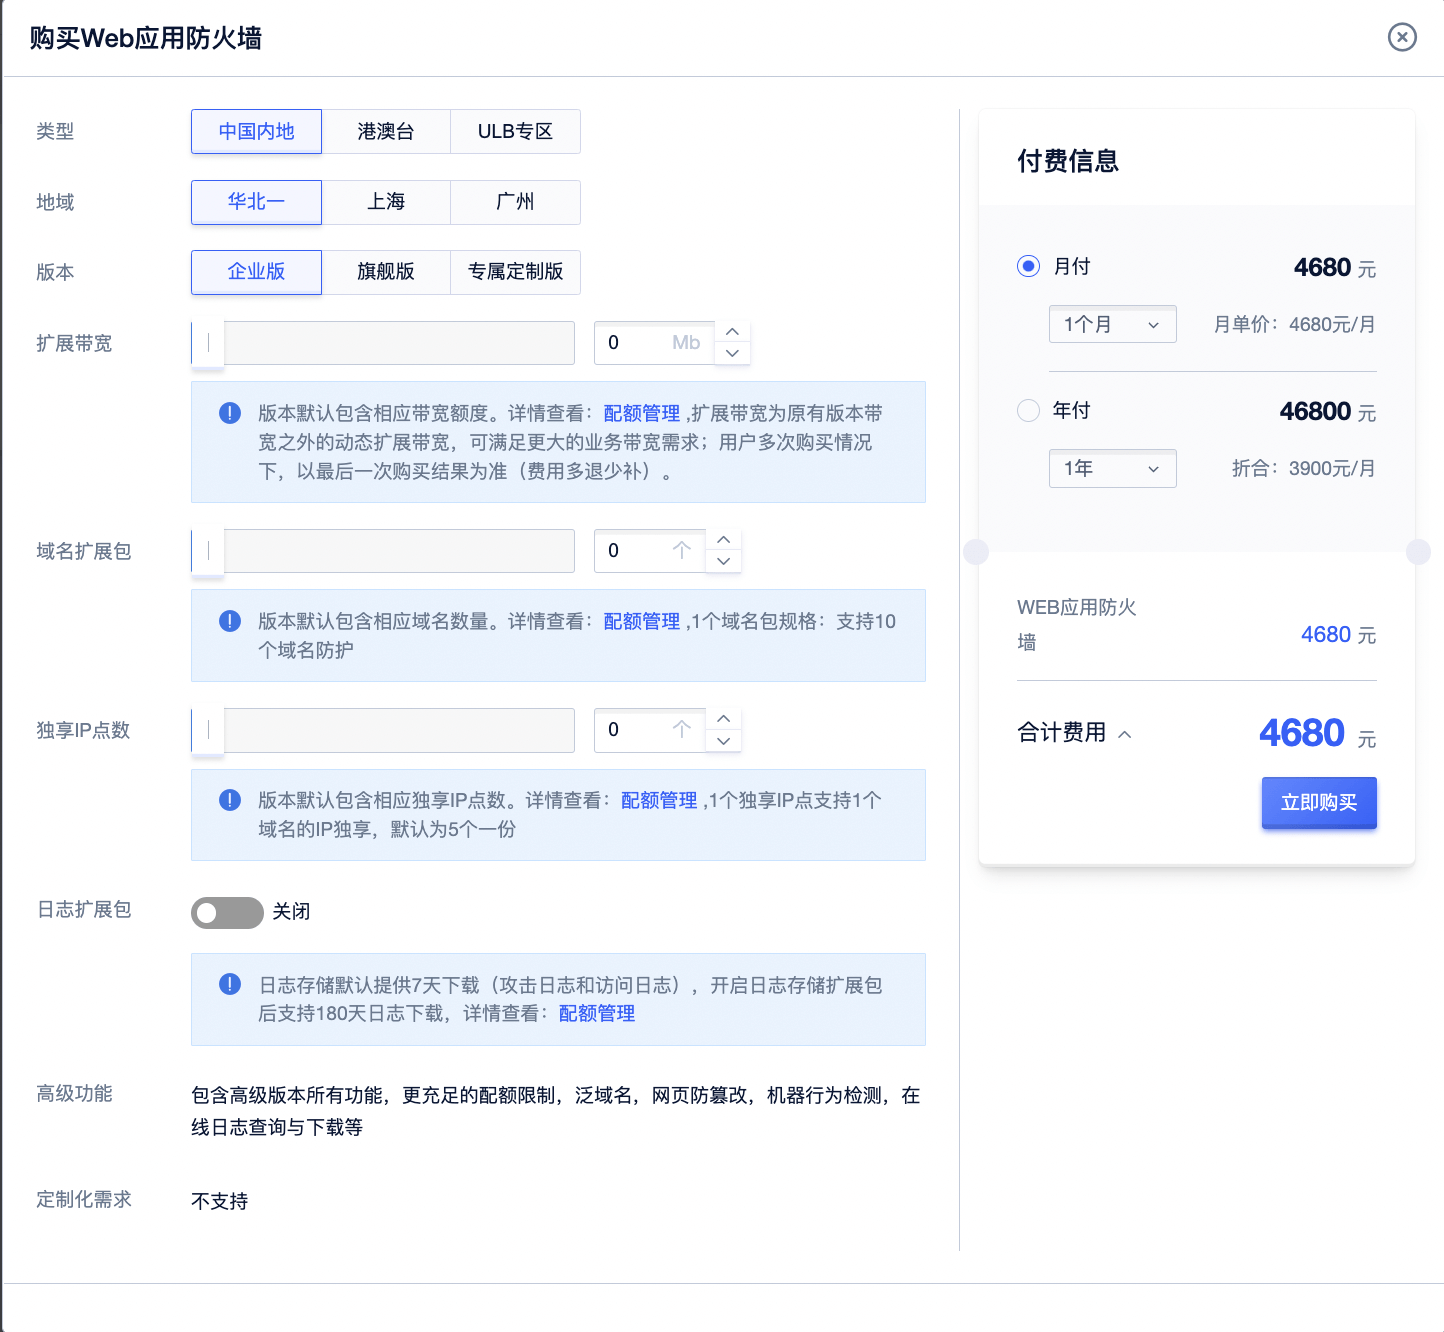 购买Web应用防火墙
类型
中国内地
港澳台
ULB专区
地域
华北一
上海
广州
版本
企业版
旗舰版
专属定制版
扩展带宽
0 Mb
版本默认包含相应带宽额度。详情查看：配额管理 ,扩展带宽为原有版本带
宽之外的动态扩展带宽，可满足更大的业务带宽需求；用户多次购买情况
下，以最后一次购买结果为准（费用多退少补）。
域名扩展包
0 个
版本默认包含相应域名数量。详情查看：配额管理 ,1个域名包规格：支持10
个域名防护
独享IP点数
0 个
版本默认包含相应独享IP点数。详情查看：配额管理 ,1个独享IP点支持1个
域名的IP独享，默认为5个一份
日志扩展包
关闭
日志存储默认提供7天下载（攻击日志和访问日志），开启日志存储扩展包
后支持180天日志下载，详情查看：配额管理
高级功能
包含高级版本所有功能，更充足的配额限制，泛域名，网页防篡改，机器行为检测，在
线日志查询与下载等
定制化需求
不支持
付费信息
月付
4680 元
1个月
月单价：4680元/月
年付
46800 元
1年
折合：3900元/月
WEB应用防火
墙
4680 元
合计费用
4680 元
立即购买